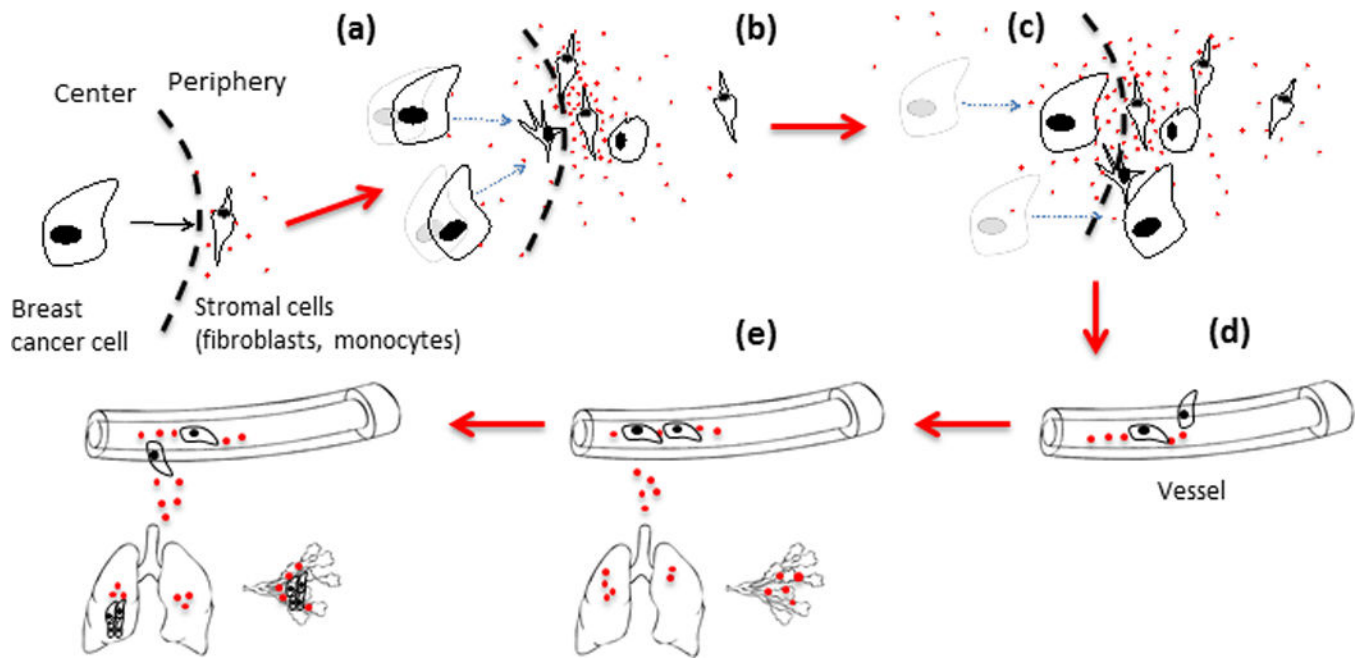 (a)
(b)
(c)
Center
Periphery
Breast
cancer cell
Stromal cells
(fibroblasts, monocytes)
(e)
(d)
Vessel